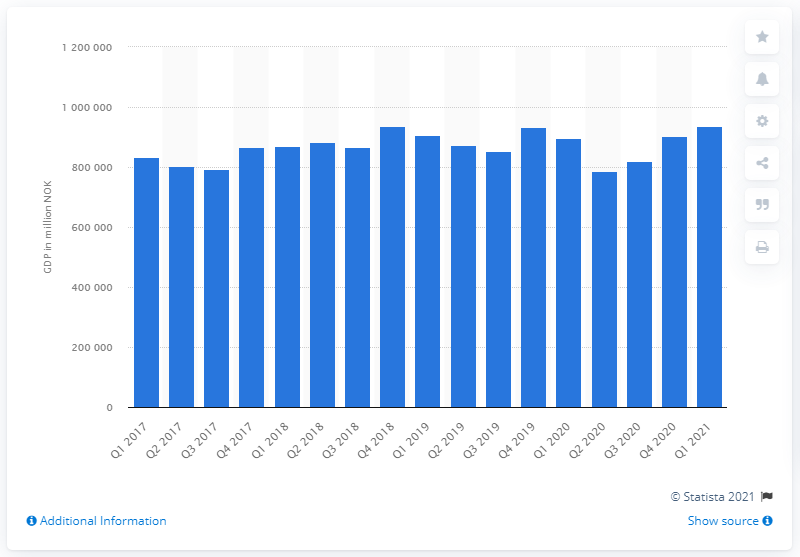 1 200 000
1 000 000
800 000
600 000
400 000
200 000
0
GDP in million NOK
Q1 2017
Q2 2017
Q3 2017
Q4 2017
Q1 2018
Q2 2018
Q3 2018
Q4 2018
Q1 2019
Q2 2019
Q3 2019
Q4 2019
Q1 2020
Q2 2020
Q3 2020
Q4 2020
Q1 2021
© Statista 2021
Additional Information
Show source